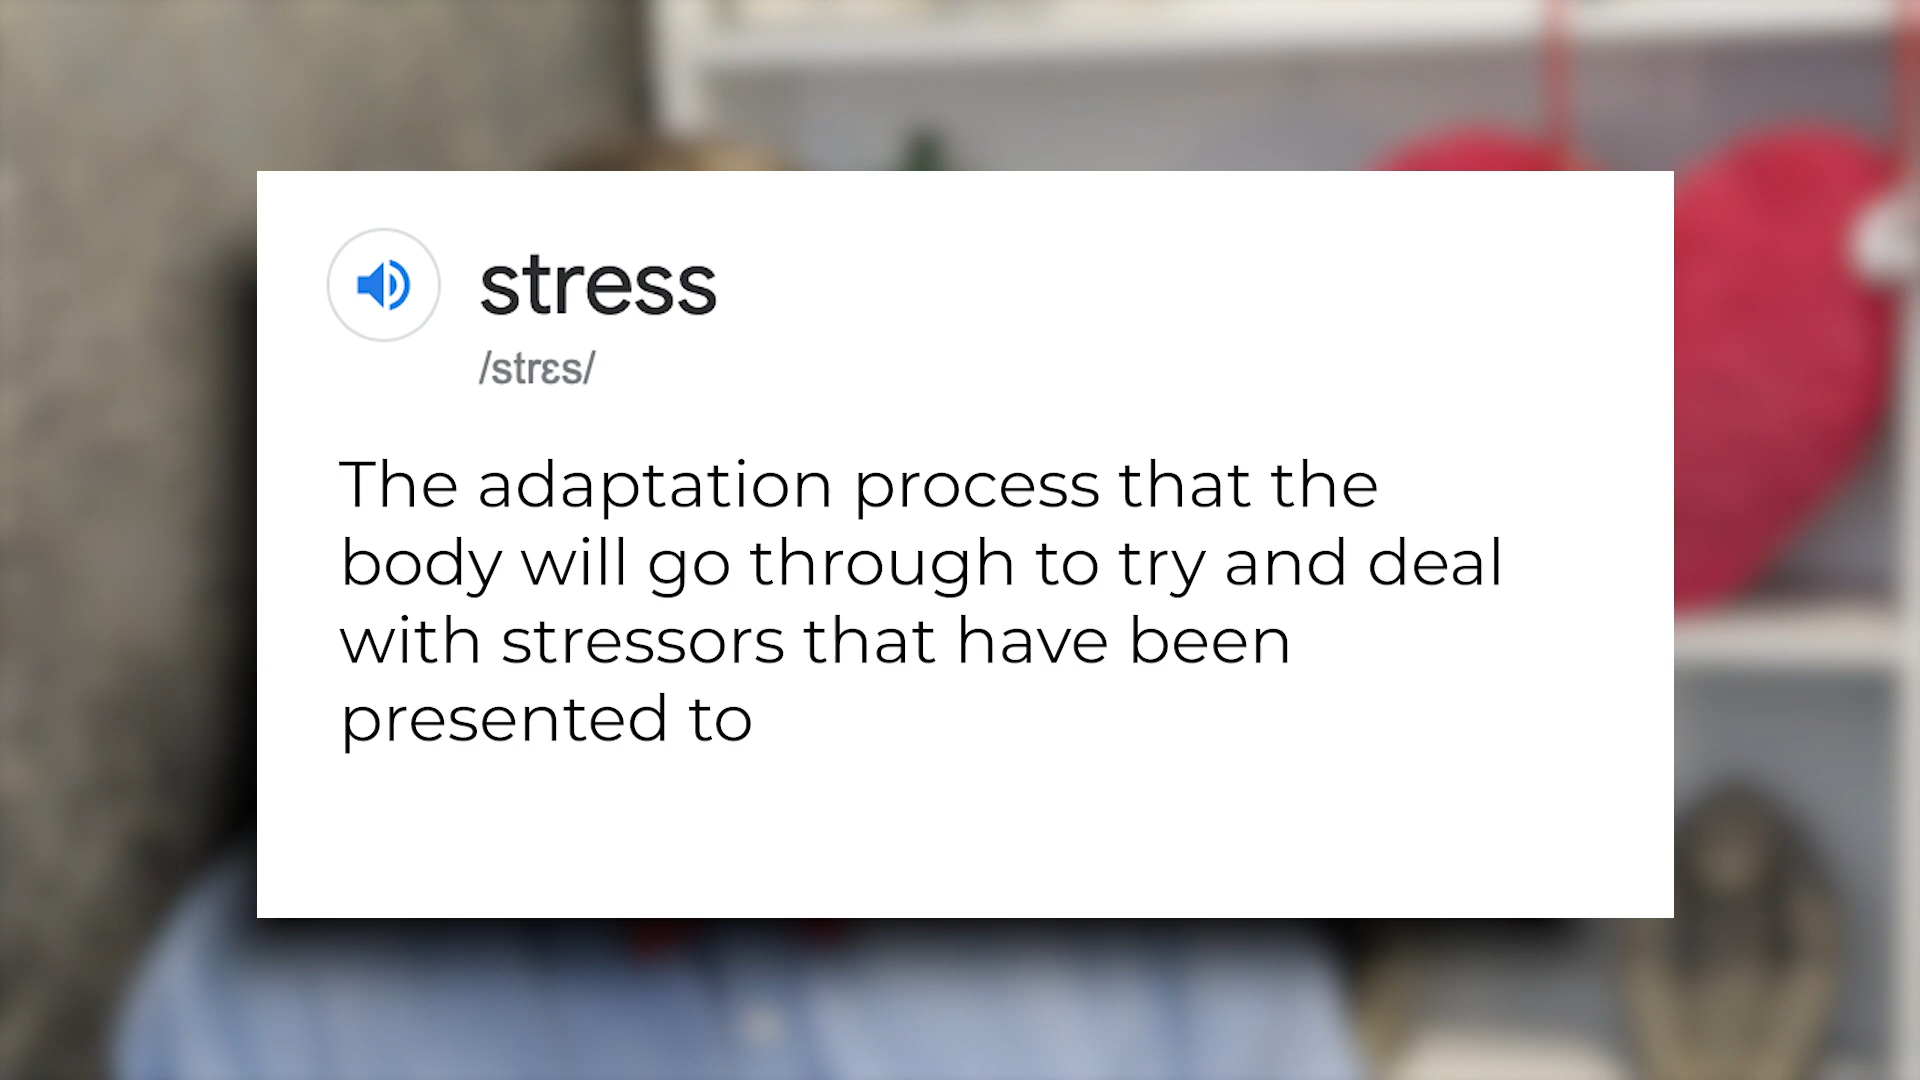 stress
/strɛs/
The adaptation process that the
body will go through to try and deal
with stressors that have been
presented to